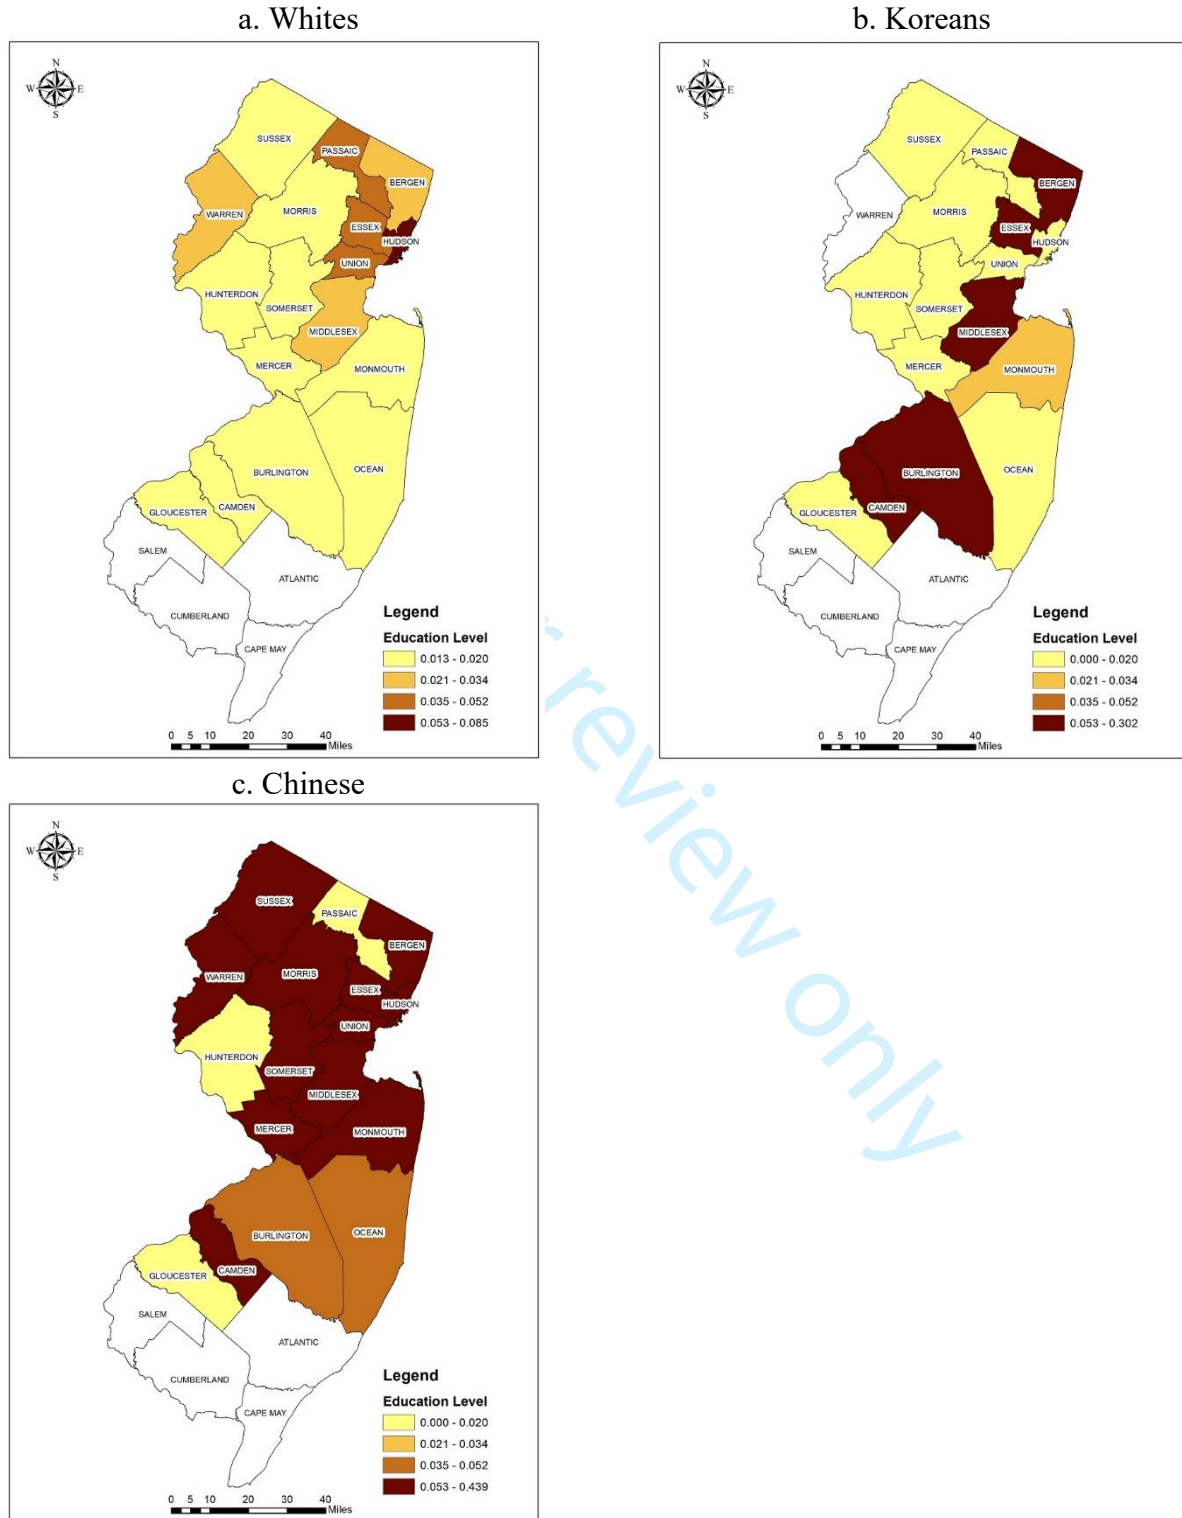 a. Whites
N
W E
S
SUSSEX
PASSAIC
BERGEN
WARREN
MORRIS
ESSEX
HUDSON
UNION
HUNTERDON
SOMERSET
MIDDLESEX
MERCER
MONMOUTH
BURLINGTON
OCEAN
GLOUCESTER
CAMDEN
SALEM
ATLANTIC
CUMBERLAND
CAPE MAY
Legend
Education Level
0.013 - 0.020
0.021 - 0.034
0.035 - 0.052
0.053 - 0.085
0 5 10 20 30 40
Miles
b. Koreans
N
W E
S
SUSSEX
PASSAIC
BERGEN
WARREN
MORRIS
ESSEX
HUDSON
UNION
HUNTERDON
SOMERSET
MIDDLESEX
MERCER
MONMOUTH
BURLINGTON
OCEAN
GLOUCESTER
CAMDEN
SALEM
ATLANTIC
CUMBERLAND
CAPE MAY
Legend
Education Level
0.000 - 0.020
0.021 - 0.034
0.035 - 0.052
0.053 - 0.302
0 5 10 20 30 40
Miles
c. Chinese
N
W E
S
SUSSEX
PASSAIC
BERGEN
WARREN
MORRIS
ESSEX
HUDSON
UNION
HUNTERDON
SOMERSET
MIDDLESEX
MERCER
MONMOUTH
BURLINGTON
OCEAN
GLOUCESTER
CAMDEN
SALEM
ATLANTIC
CUMBERLAND
CAPE MAY
Legend
Education Level
0.000 - 0.020
0.021 - 0.034
0.035 - 0.052
0.053 - 0.439
0 5 10 20 30 40
Miles
review only